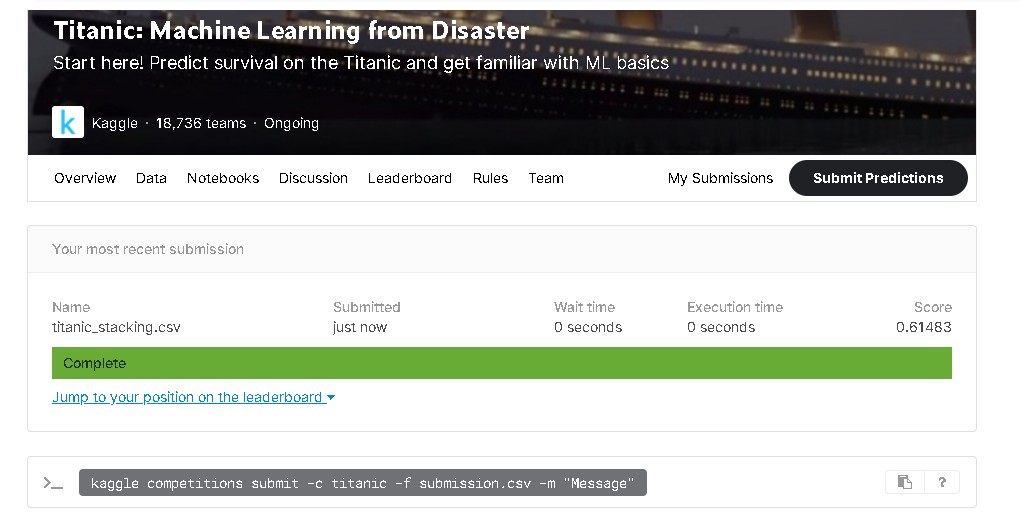 Titanic: Machine Learning from Disaster
Start here! Predict survival on the Titanic and get familiar with ML basics
k Kaggle · 18,736 teams · Ongoing
Overview Data Notebooks Discussion Leaderboard Rules Team My Submissions Submit Predictions
Your most recent submission
Name Submitted Wait time Execution time Score
titanic_stacking.csv just now 0 seconds 0 seconds 0.61483
Complete
Jump to your position on the leaderboard
>_ kaggle competitions submit -c titanic -f submission.csv -m "Message" ?